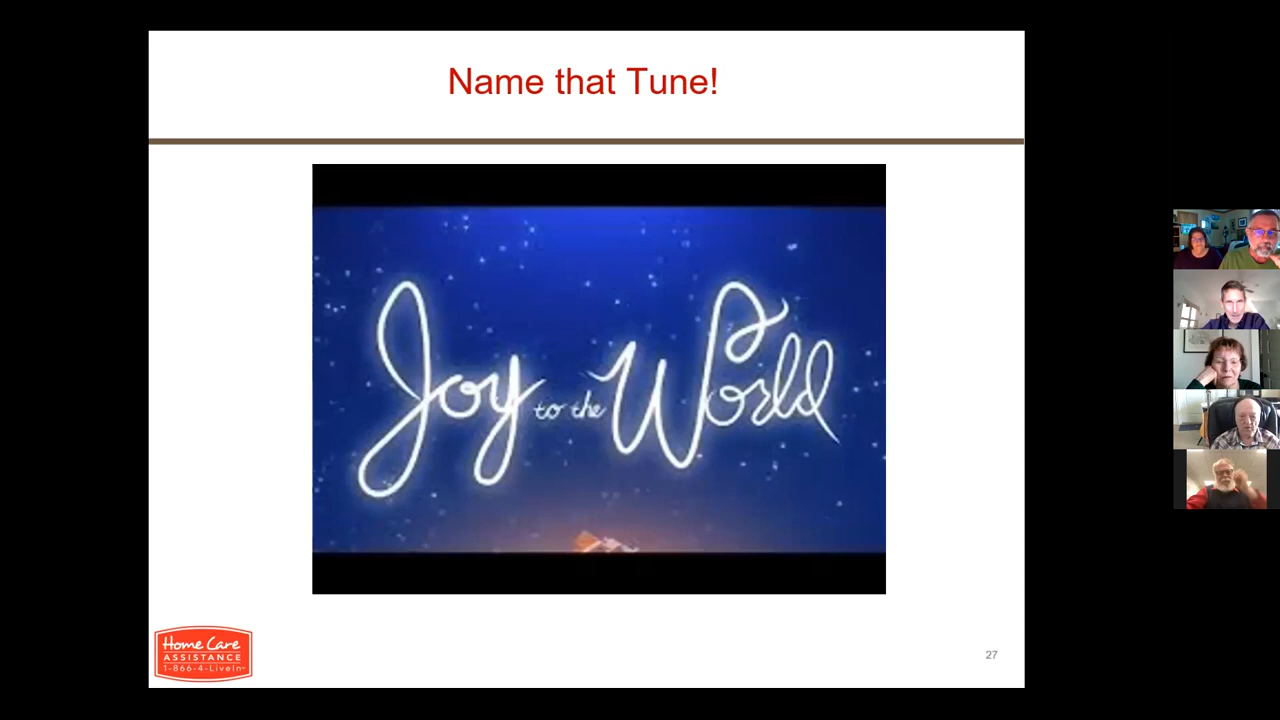 Name that Tune!
Joy to the World
Home Care
ASSISTANCE
1-866-4-LiveIn
27